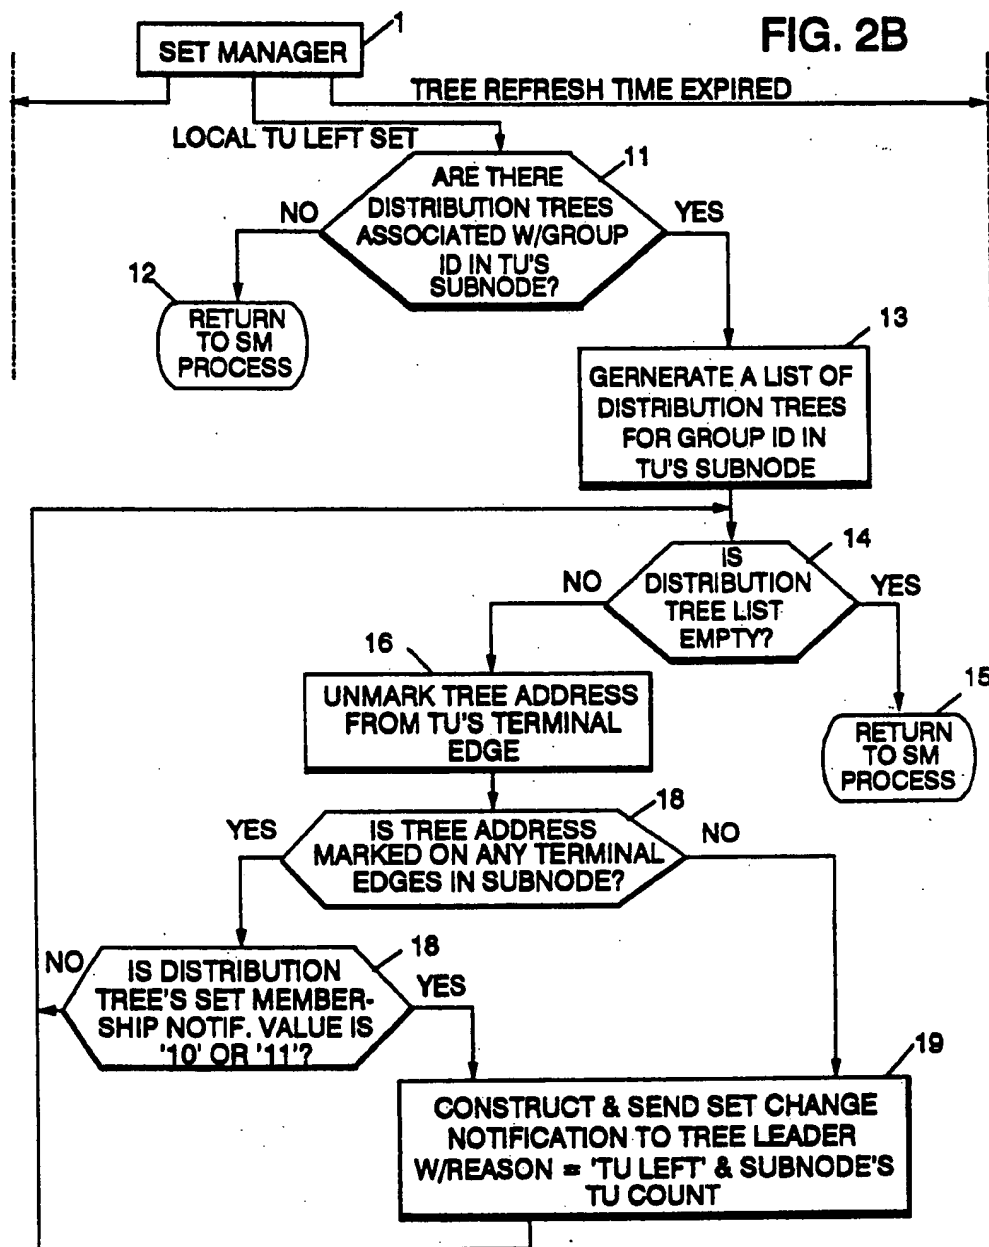 FIG. 2B
1
SET MANAGER
TREE REFRESH TIME EXPIRED
LOCAL TU LEFT SET
11
ARE THERE
DISTRIBUTION TREES
ASSOCIATED W/GROUP
ID IN TU'S
SUBNODE?
NO
YES
12
RETURN
TO SM
PROCESS
13
GERNERATE A LIST OF
DISTRIBUTION TREES
FOR GROUP ID IN
TU'S SUBNODE
14
IS
DISTRIBUTION
TREE LIST
EMPTY?
NO
YES
15
RETURN
TO SM
PROCESS
16
UNMARK TREE ADDRESS
FROM TU'S TERMINAL
EDGE
18
IS TREE ADDRESS
MARKED ON ANY TERMINAL
EDGES IN SUBNODE?
YES
NO
18
IS DISTRIBUTION
TREE'S SET MEMBER-
SHIP NOTIF. VALUE IS
'10' OR '11'?
NO
YES
19
CONSTRUCT & SEND SET CHANGE
NOTIFICATION TO TREE LEADER
W/REASON = 'TU LEFT' & SUBNODE'S
TU COUNT